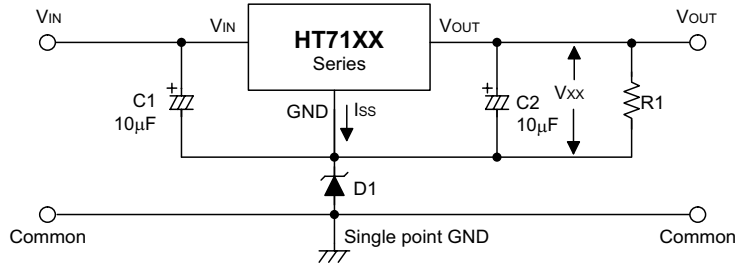 VIN
VIN
HT71XX
Series
VOUT
VOUT
C1
10μF
GND
ISS
C2
10μF
VXX
R1
D1
Common
Single point GND
Common